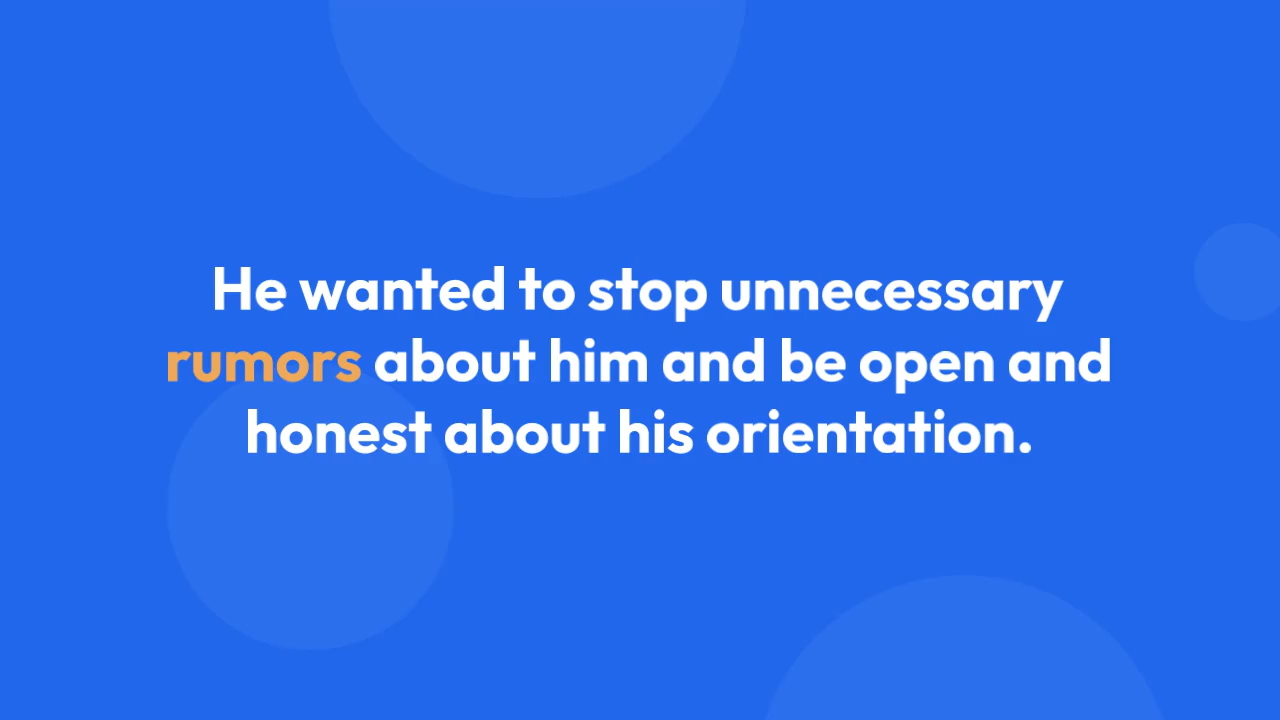 He wanted to stop unnecessary
rumors about him and be open and
honest about his orientation.